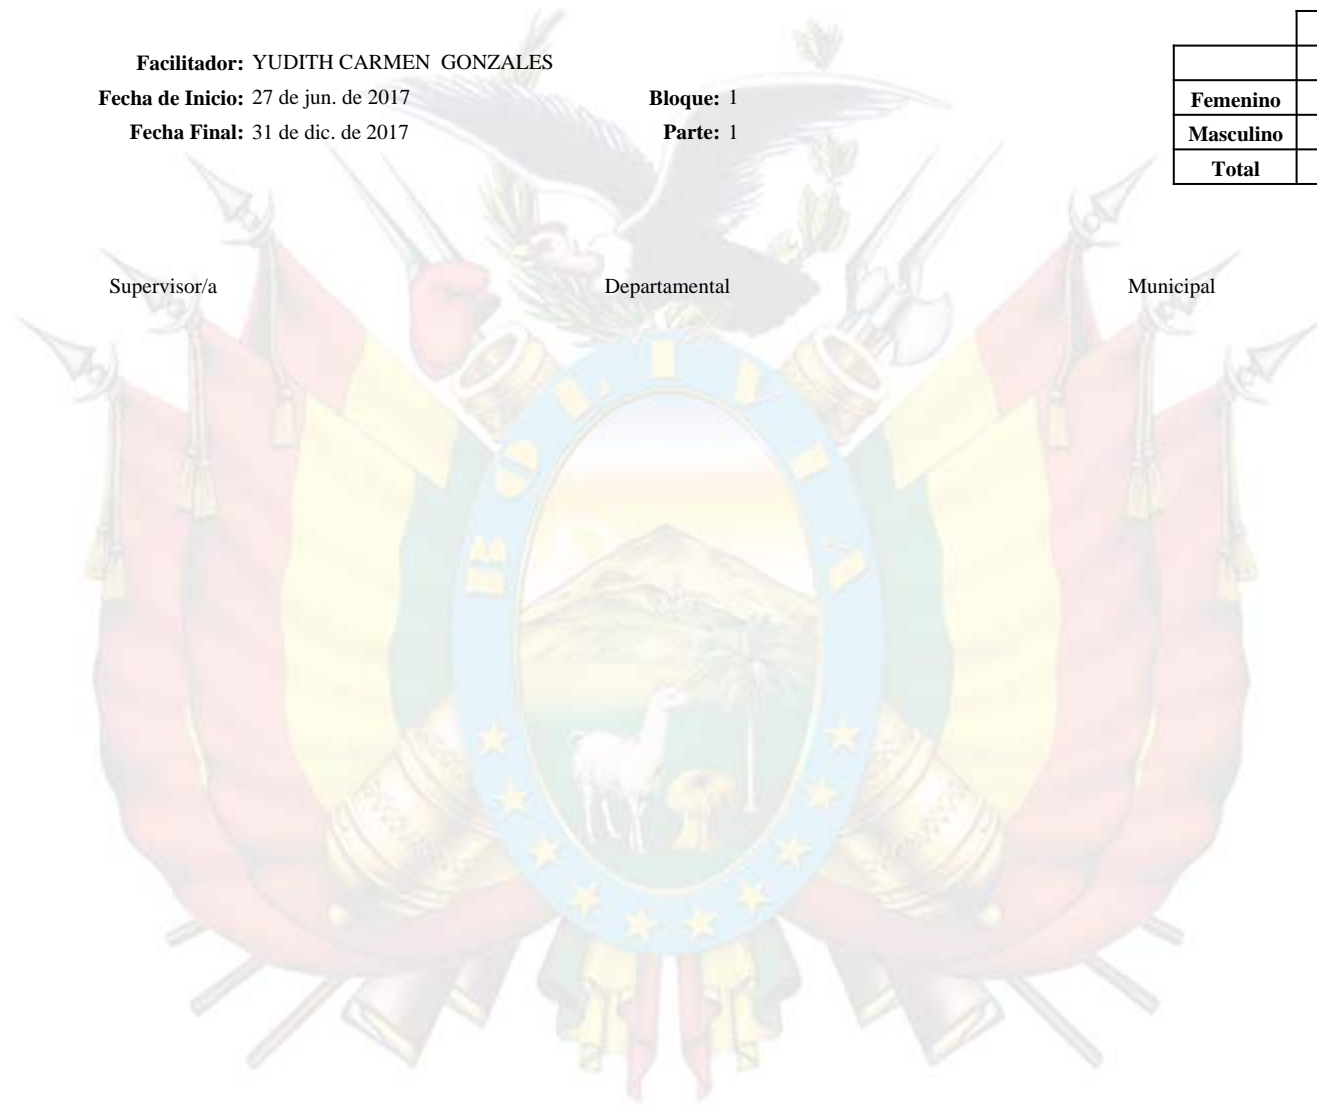 Facilitador: YUDITH CARMEN GONZALES
Fecha de Inicio: 27 de jun. de 2017 Bloque: 1
Fecha Final: 31 de dic. de 2017 Parte: 1
Femenino
Masculino
Total
Supervisor/a Departamental Municipal
BOLIVIA